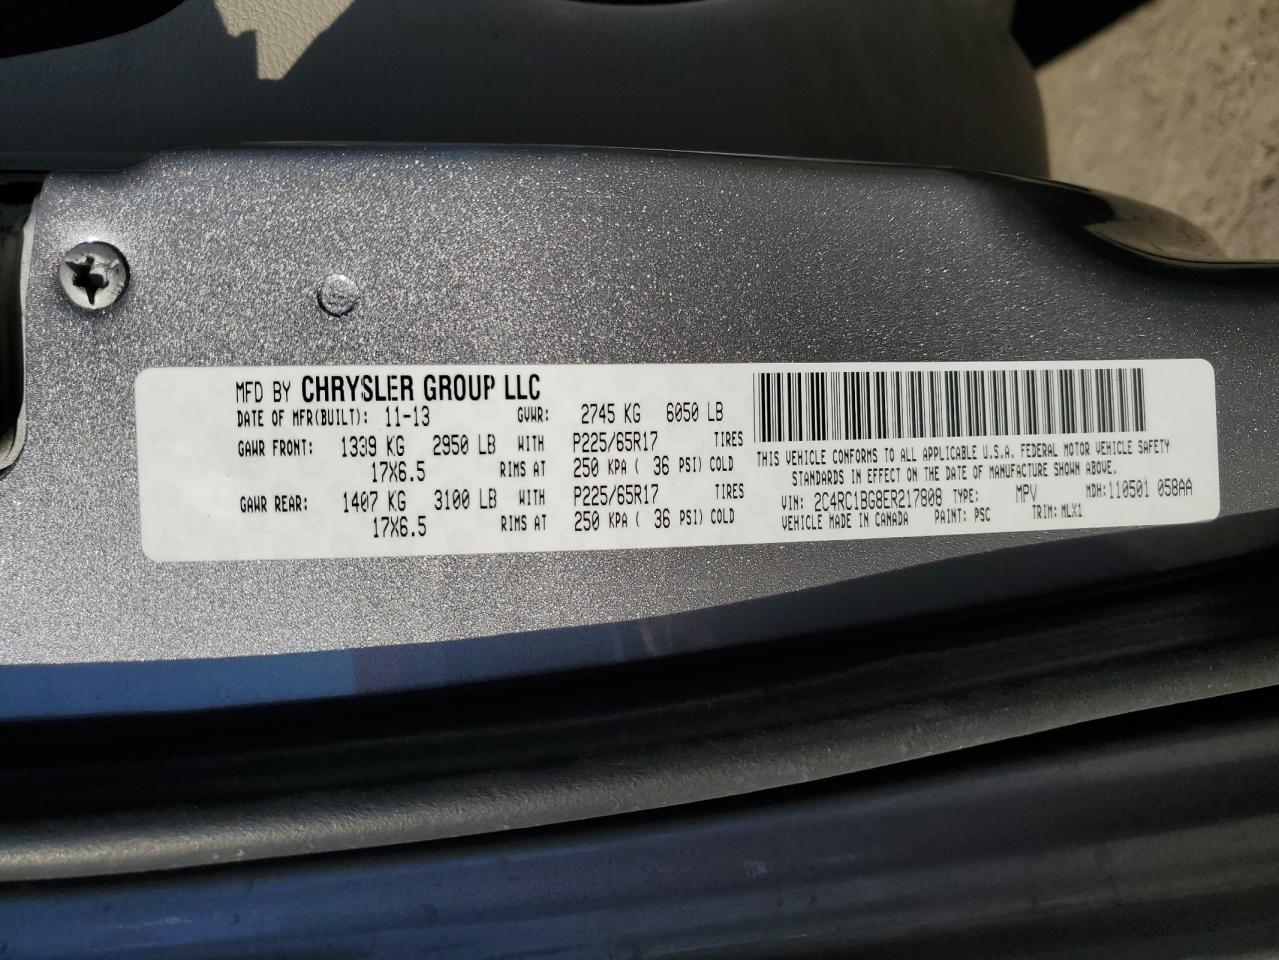 MFD BY CHRYSLER GROUP LLC
DATE OF MFR(BUILT): 11-13 GVWR: 2745 KG 6050 LB
GAWR FRONT: 1339 KG 2950 LB WITH P225/65R17 TIRES
17X6.5 RIMS AT 250 KPA ( 36 PSI) COLD
GAWR REAR: 1407 KG 3100 LB WITH P225/65R17 TIRES
17X6.5 RIMS AT 250 KPA ( 36 PSI) COLD
THIS VEHICLE CONFORMS TO ALL APPLICABLE U.S.A. FEDERAL MOTOR VEHICLE SAFETY
STANDARDS IN EFFECT ON THE DATE OF MANUFACTURE SHOWN ABOVE.
VIN: 2C4RC1BG8ER217808 TYPE: MPV MDH: 110501 058AA
VEHICLE MADE IN CANADA PAINT: PSC TRIM: MLX1